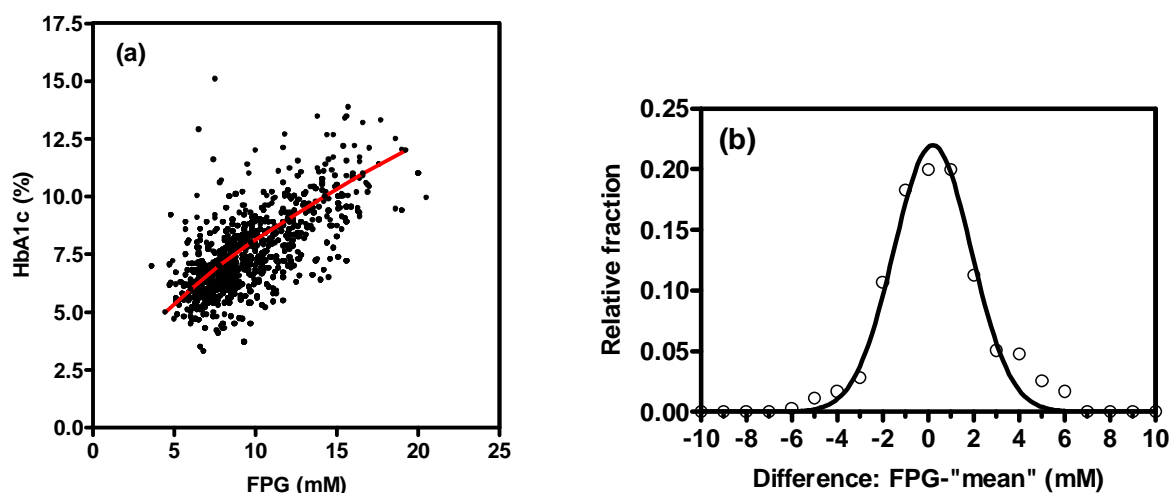 (a)
17.5
15.0
12.5
10.0
7.5
5.0
2.5
0.0
HbA1c (%)
0 5 10 15 20 25
FPG (mM)
(b)
0.25
0.20
0.15
0.10
0.05
0.00
Relative fraction
-10 -8 -6 -4 -2 0 2 4 6 8 10
Difference: FPG-"mean" (mM)